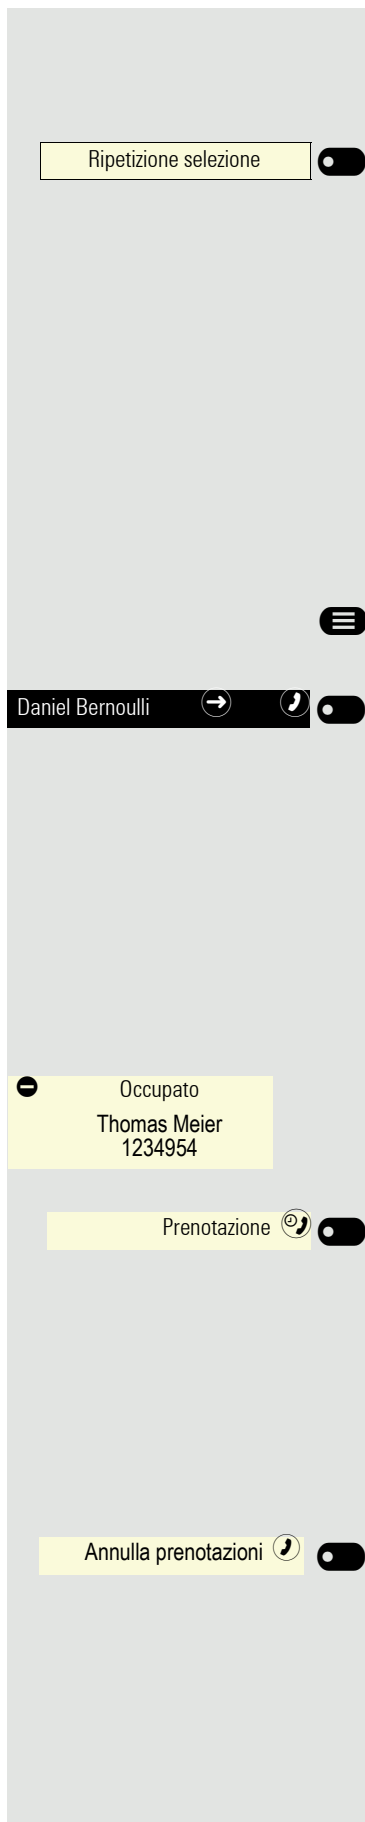 Ripetizione selezione
Daniel Bernoulli
Occupato
Thomas Meier
1234954
Prenotazione
Annulla prenotazioni